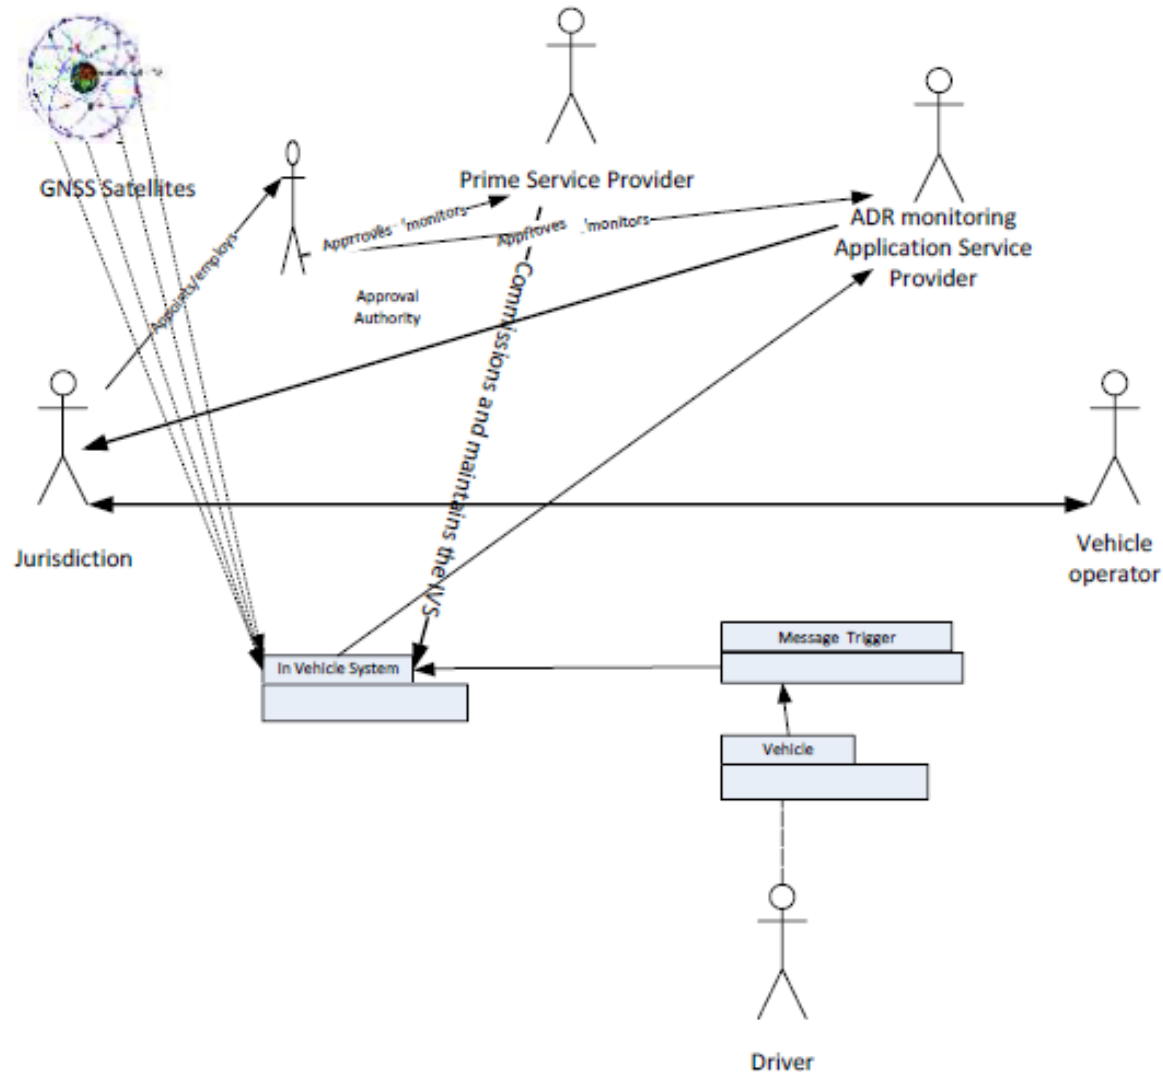 Prime Service Provider
GNSS Satellites
ADR monitoring
Application Service
Provider
Approves 'monitors
Approves 'monitors
Appoints/employs
Approval
Authority
Commissions and maintains the IVS
Jurisdiction
Vehicle
operator
Message Trigger
In Vehicle System
Vehicle
Driver